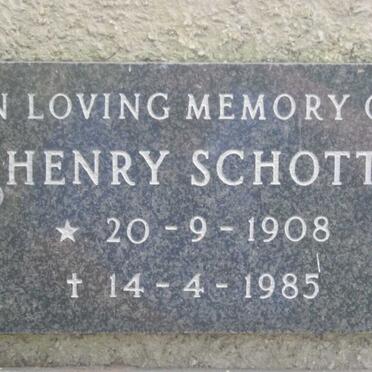 N LOVING MEMORY O
HENRY SCHOTT
★ 20-9-1908
† 14-4-1985